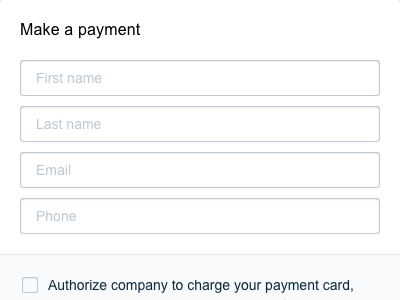 Make a payment
First name
Last name
Email
Phone
Authorize company to charge your payment card,